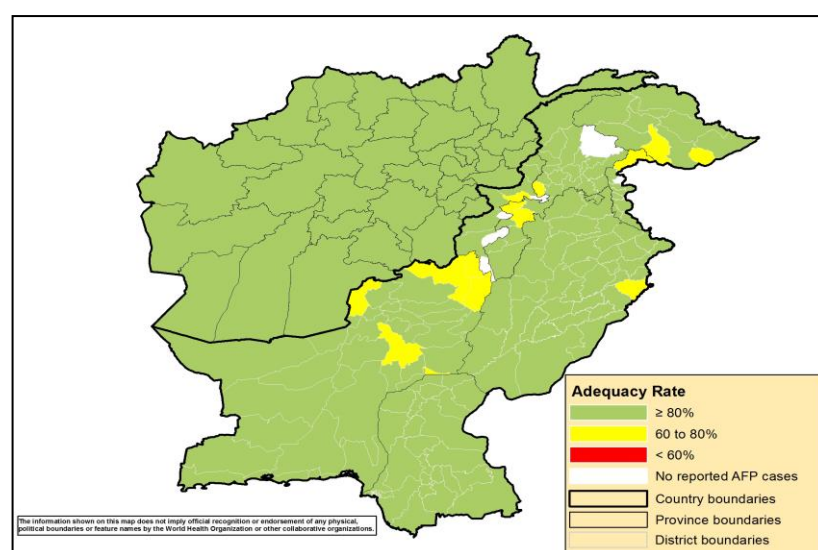 Adequacy Rate
≥ 80%
60 to 80%
< 60%
No reported AFP cases
Country boundaries
Province boundaries
District boundaries
The information shown on this map does not imply official recognition or endorsement of any physical,
political boundaries or feature names by the World Health Organization or other collaborative organizations.